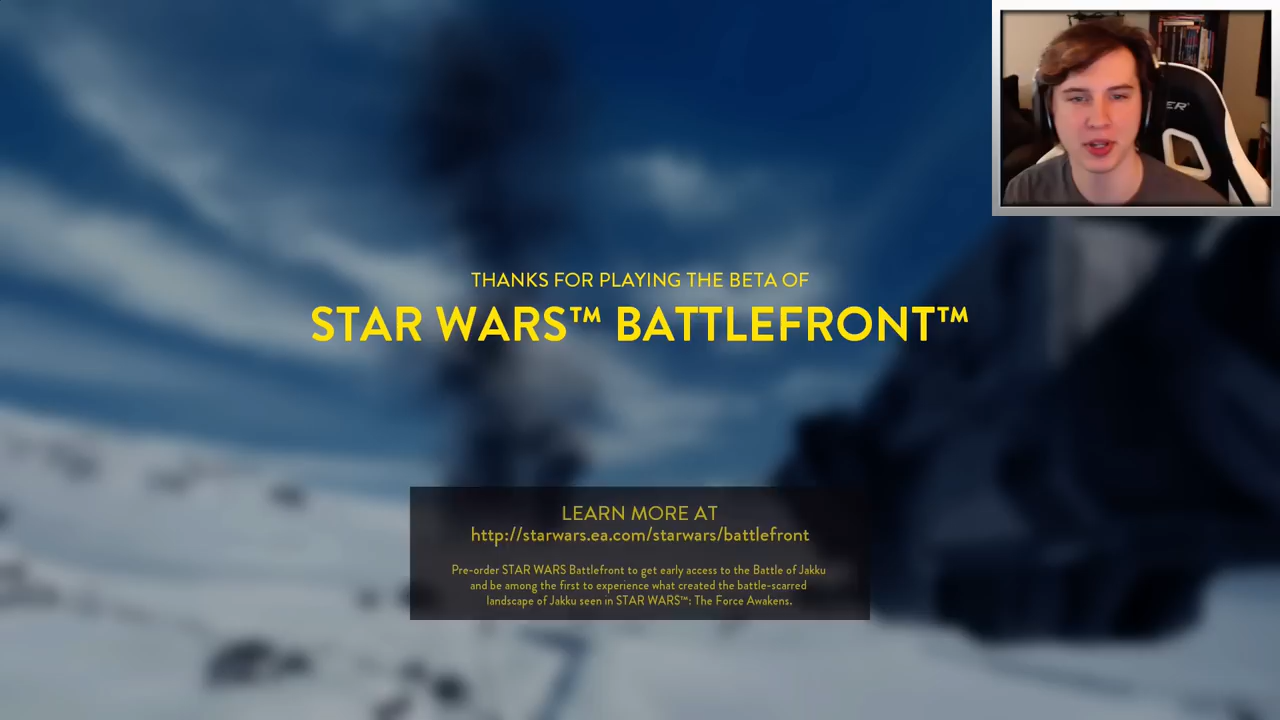 THANKS FOR PLAYING THE BETA OF
STAR WARS™ BATTLEFRONT™
LEARN MORE AT
http://starwars.ea.com/starwars/battlefront
Pre-order STAR WARS Battlefront to get early access to the Battle of Jakku
and be among the first to experience what created the battle-scarred
landscape of Jakku seen in STAR WARS™: The Force Awakens.